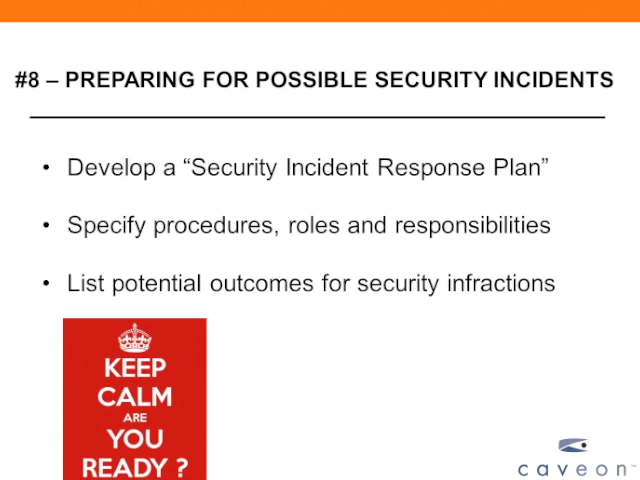 #8 – PREPARING FOR POSSIBLE SECURITY INCIDENTS
• Develop a “Security Incident Response Plan”
• Specify procedures, roles and responsibilities
• List potential outcomes for security infractions
KEEP
CALM
ARE
YOU
READY ?
caveon™